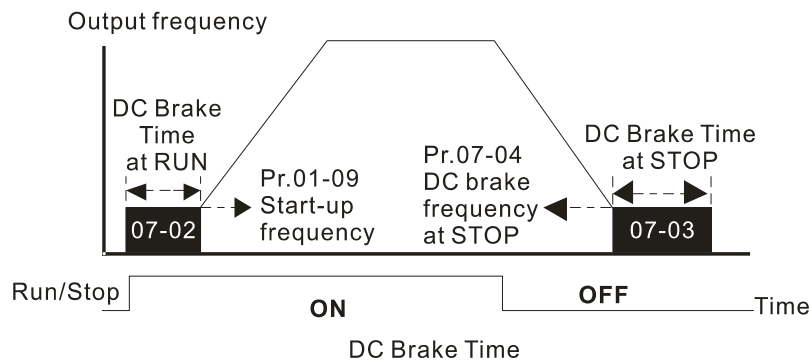 Output frequency
DC Brake
Time
at RUN
Pr.01-09
Start-up
frequency
Pr.07-04
DC brake
frequency
at STOP
DC Brake Time
at STOP
07-02
07-03
Run/Stop
ON
OFF
Time
DC Brake Time